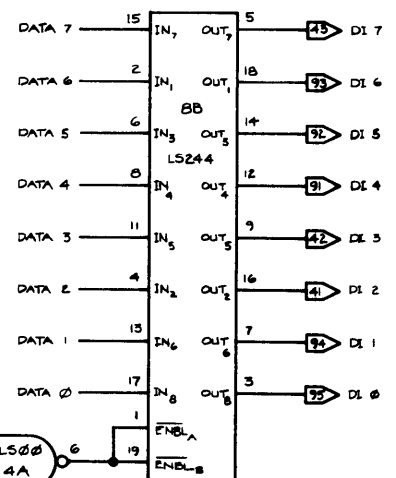 DATA 7 15 IN7 OUT7 5 43 DI 7
DATA 6 2 IN1 OUT1 18 93 DI 6
8B
DATA 5 6 IN3 OUT3 14 92 DI 5
LS244
DATA 4 8 IN4 OUT4 12 91 DI 4
DATA 3 11 IN5 OUT5 9 42 DI 3
DATA 2 4 IN2 OUT2 16 41 DI 2
DATA 1 13 IN6 OUT6 7 94 DI 1
DATA Ø 17 IN8 OUT8 3 95 DI Ø
1 ENBLA
LSØØ 6 19 ENBLB
4A